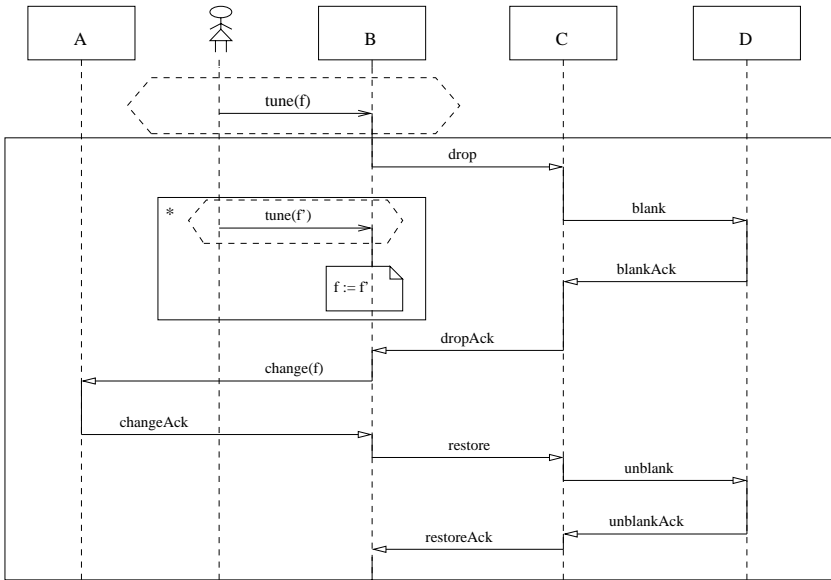 A
B
C
D
tune(f)
drop
* tune(f')
blank
blankAck
f := f'
dropAck
change(f)
changeAck
restore
unblank
unblankAck
restoreAck